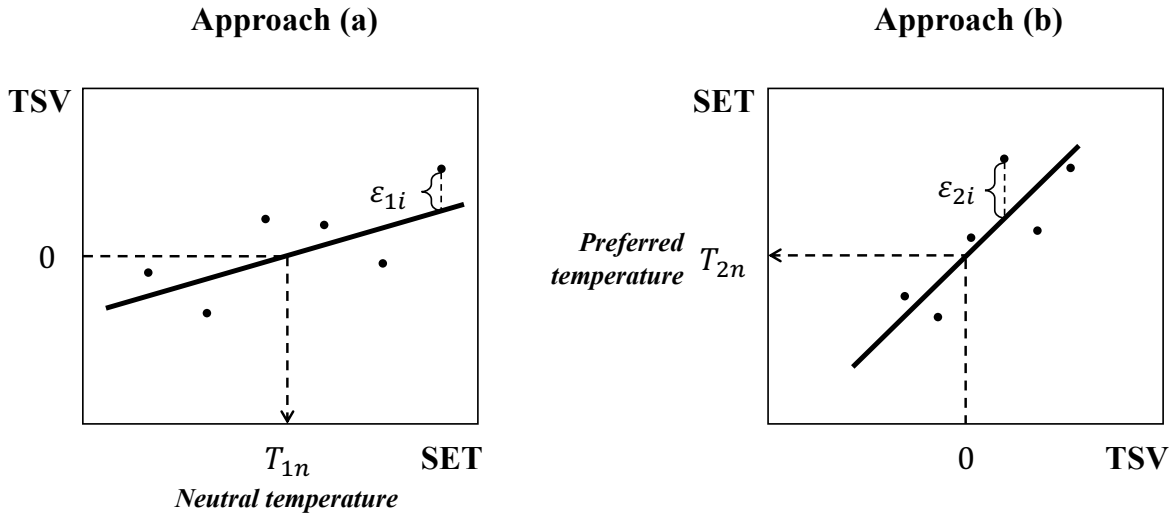 Approach (a)
TSV
ε1i
0
T1n
SET
Neutral temperature
Approach (b)
SET
ε2i
Preferred
temperature
T2n
0
TSV